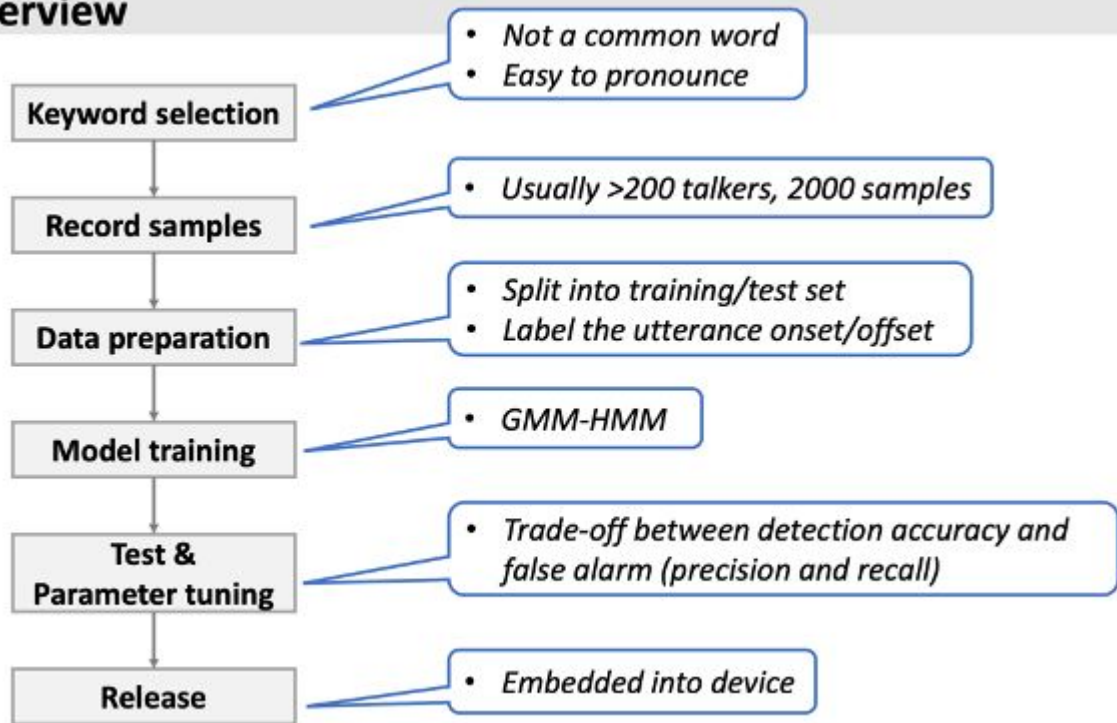 erview
• Not a common word
• Easy to pronounce
Keyword selection
• Usually >200 talkers, 2000 samples
Record samples
• Split into training/test set
• Label the utterance onset/offset
Data preparation
• GMM-HMM
Model training
• Trade-off between detection accuracy and
false alarm (precision and recall)
Test &
Parameter tuning
• Embedded into device
Release